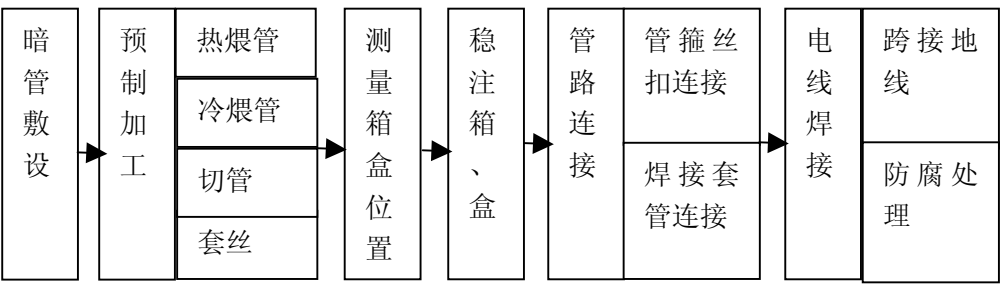 暗管敷设
预制加工
热煨管
冷煨管
切管
套丝
测量箱盒位置
稳注箱、盒
管路连接
管箍丝
扣连接
焊接套
管连接
电线焊接
跨接地
线
防腐处
理